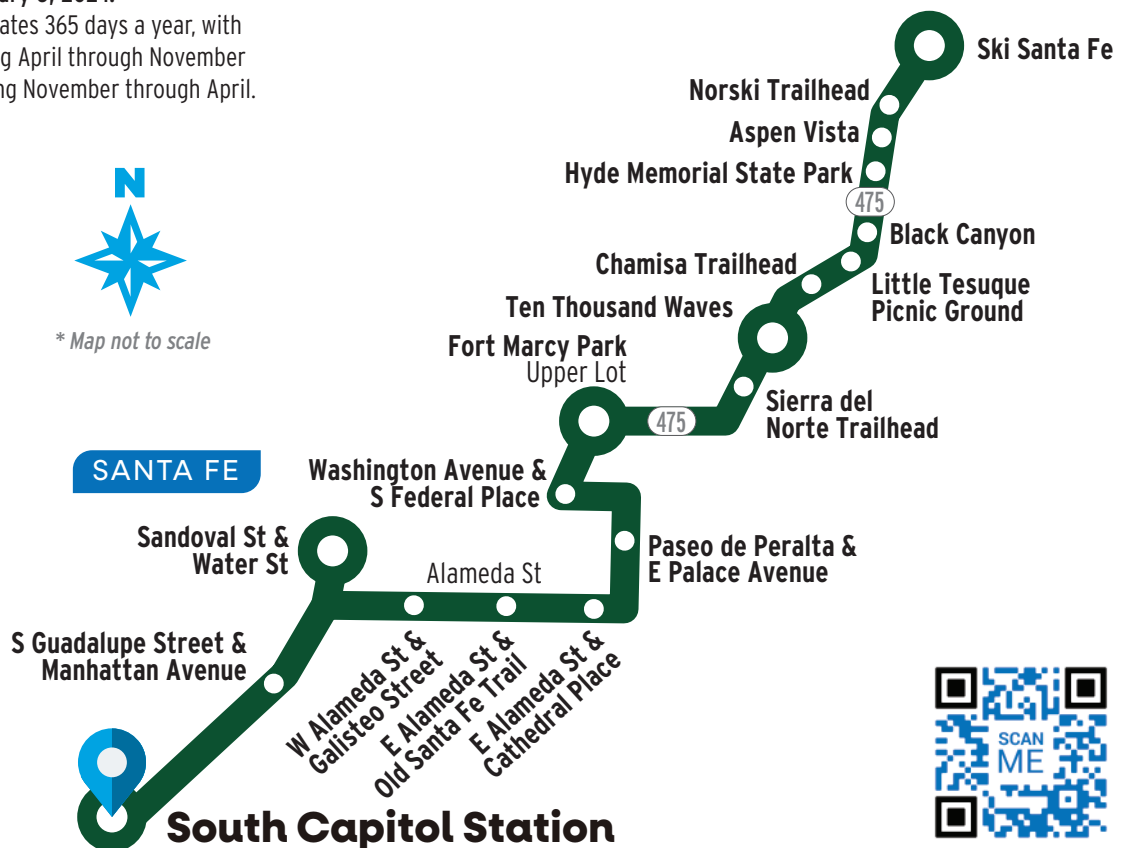 ates 365 days a year, with
g April through November
ng November through April.
Ski Santa Fe
Norski Trailhead
Aspen Vista
Hyde Memorial State Park
475
N
Black Canyon
Chamisa Trailhead
Little Tesuque
Picnic Ground
Ten Thousand Waves
* Map not to scale
Fort Marcy Park
Upper Lot
475
Sierra del
Norte Trailhead
SANTA FE
Washington Avenue &
S Federal Place
Sandoval St &
Water St
Paseo de Peralta &
E Palace Avenue
Alameda St
S Guadalupe Street &
Manhattan Avenue
W Alameda St &
Galisteo Street
E Alameda St &
Old Santa Fe Trail
E Alameda St &
Cathedral Place
SCAN
ME
South Capitol Station